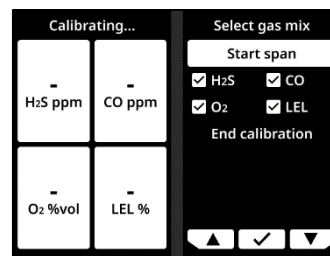 Calibrating...
-
H2S ppm
-
CO ppm
-
O2 %vol
-
LEL %
Select gas mix
Start span
H2S
CO
O2
LEL
End calibration